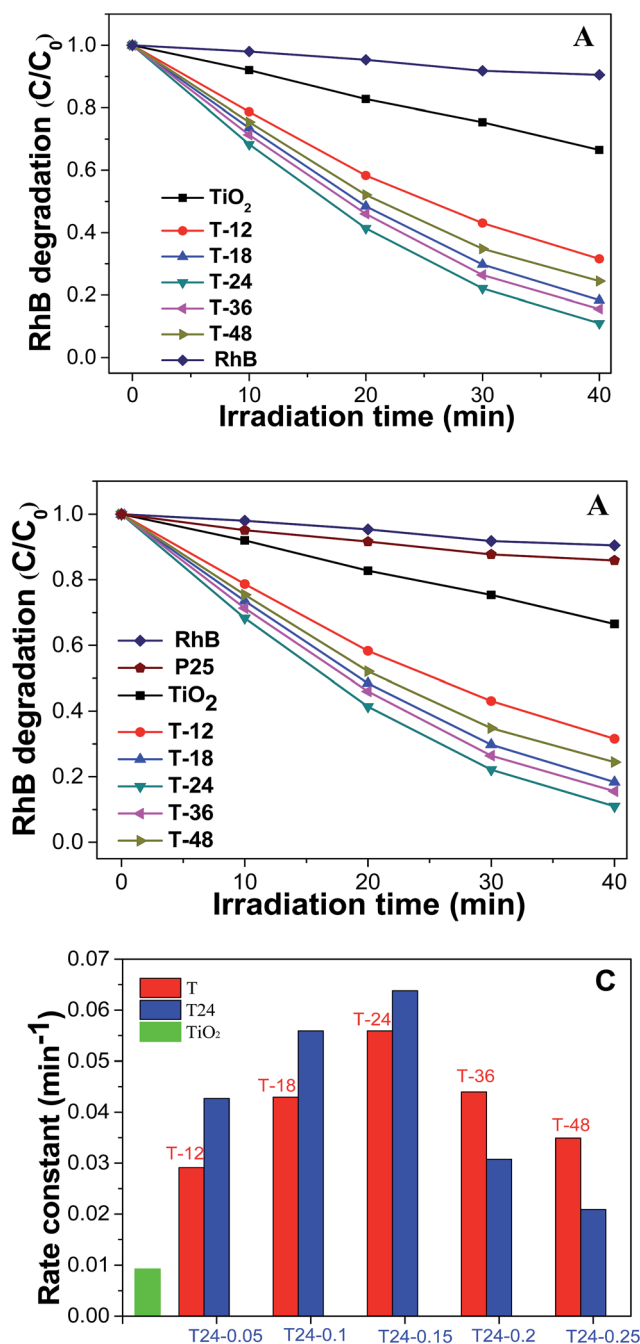 A
RhB degradation (C/C₀)
1.0
0.8
0.6
0.4
0.2
0.0
TiO₂
T-12
T-18
T-24
T-36
T-48
RhB
0 10 20 30 40
Irradiation time (min)
A
RhB degradation (C/C₀)
1.0
0.8
0.6
0.4
0.2
0.0
RhB
P25
TiO₂
T-12
T-18
T-24
T-36
T-48
0 10 20 30 40
Irradiation time (min)
C
Rate constant (min⁻¹)
0.07
0.06
0.05
0.04
0.03
0.02
0.01
0.00
T
T24
TiO₂
T-12
T-18
T-24
T-36
T-48
T24-0.05 T24-0.1 T24-0.15 T24-0.2 T24-0.25